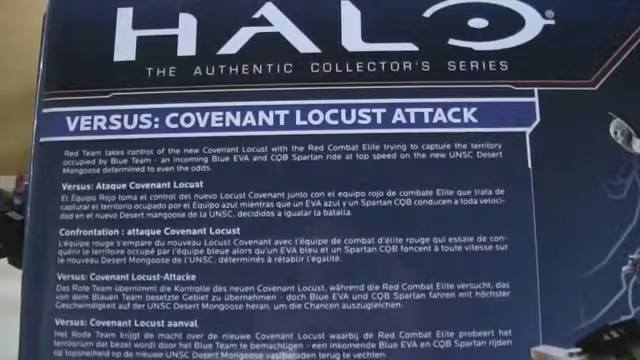 HALO®
THE AUTHENTIC COLLECTOR'S SERIES
VERSUS: COVENANT LOCUST ATTACK
Red Team takes control of the new Covenant Locust with the Red Combat Elite trying to capture the territory
occupied by Blue Team - an incoming Blue EVA and CQB Spartan ride at top speed on the new UNSC Desert
Mongoose determined to even the odds.
Versus: Ataque Covenant Locust
El Equipo Rojo toma el control del nuevo Locust Covenant junto con el equipo rojo de combate Elite que trata de
capturar el territorio ocupado por el Equipo azul mientras que un EVA azul y un Spartan CQB conducen a toda veloci-
dad en el nuevo Desert mangoose de la UNSC, decididos a igualar la batalla.
Confrontation : attaque Covenant Locust
L'équipe rouge s'empare du nouveau Locust Covenant avec l'équipe de combat d'élite rouge qui essaie de con-
quérir le territoire occupé par l'équipe bleue alors qu'un EVA bleu et un Spartan CQB foncent à toute vitesse sur
le nouveau Desert Mongoose de l'UNSC, déterminés à rétablir l'égalité.
Versus: Covenant Locust-Attacke
Das Rote Team übernimmt die Kontrolle des neuen Covenant Locust, während die Red Combat Elite versucht, das
von dem Blauen Team besetzte Gebiet zu übernehmen - doch Blue EVA und CQB Spartan fahren mit höchster
Geschwindigkeit auf der UNSC Desert Mongoose heran, um die Chancen auszugleichen.
Versus: Covenant Locust aanval
Het Rode Team krijgt de macht over de nieuwe Covenant Locust waarbij de Red Combat Elite probeert het
territorium dat bezet wordt door het Blauw Team te bemachtigen - een inkomende Blue EVA en CQB Spartan rijden
op topsnelheid op de nieuwe UNSC Desert Mongoose vastberaden terug te vechten.